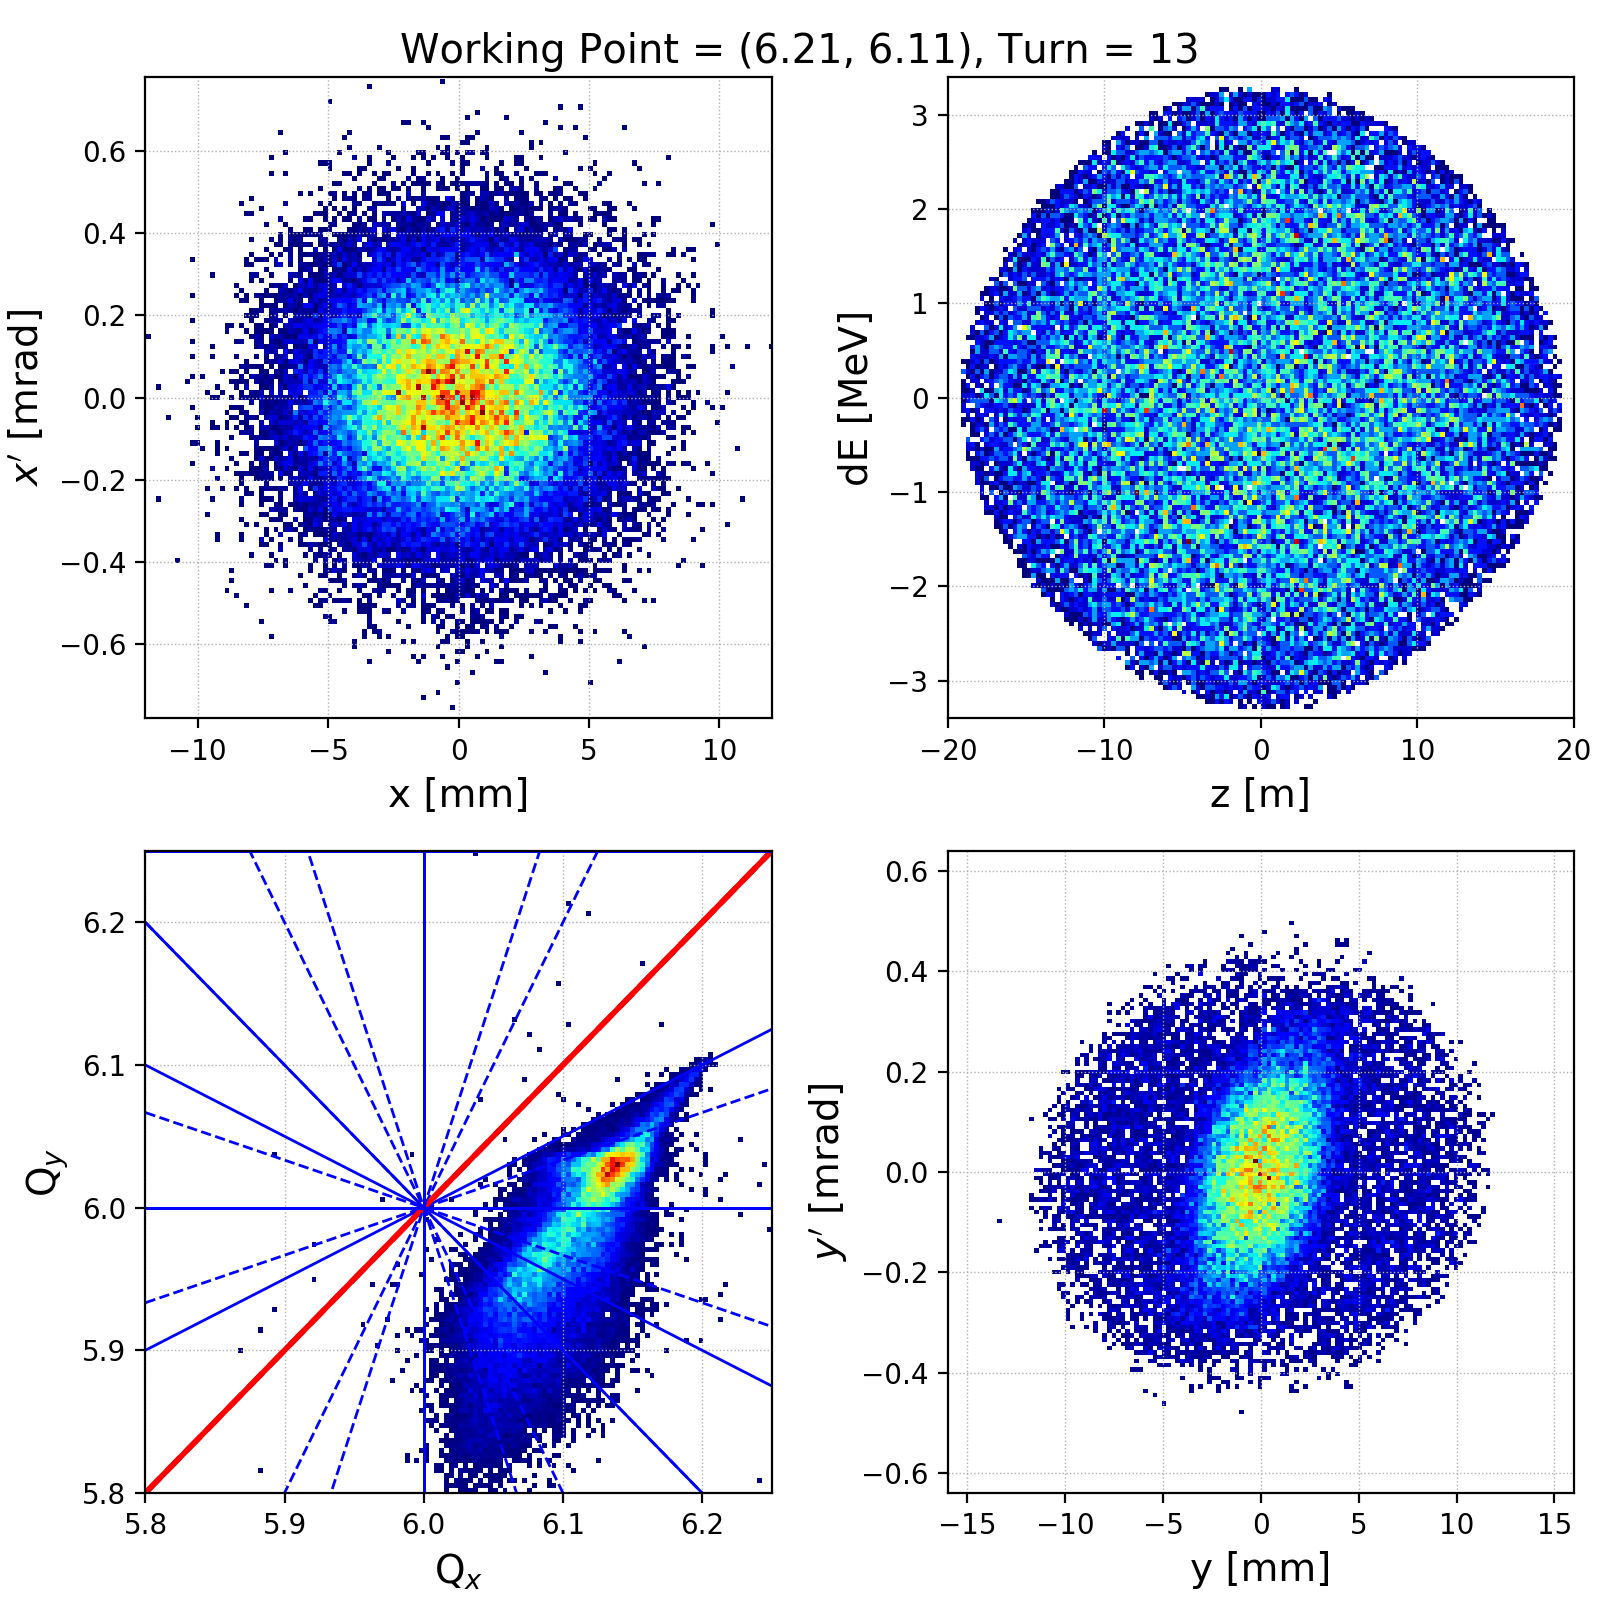 Working Point = (6.21, 6.11), Turn = 13
0.6
0.4
0.2
0.0
−0.2
−0.4
−0.6
x′ [mrad]
−10 −5 0 5 10
x [mm]
3
2
1
0
−1
−2
−3
dE [MeV]
−20 −10 0 10 20
z [m]
6.2
6.1
6.0
5.9
5.8
Qy
5.8 5.9 6.0 6.1 6.2
Qx
0.6
0.4
0.2
0.0
−0.2
−0.4
−0.6
y′ [mrad]
−15 −10 −5 0 5 10 15
y [mm]